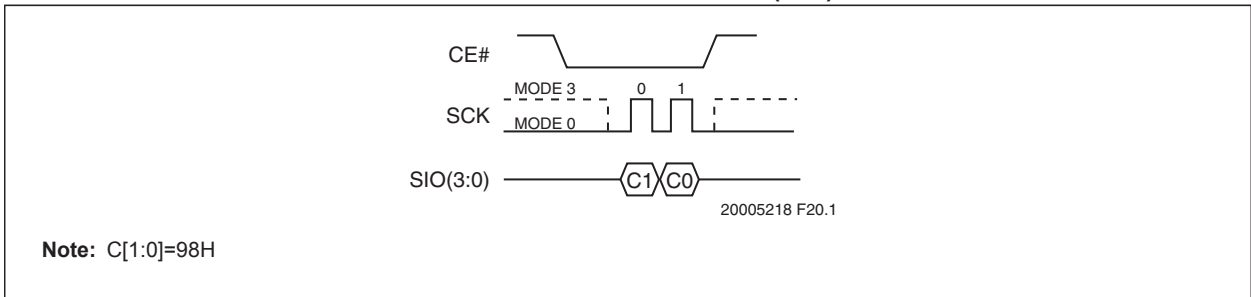 CE#
MODE 3 0 1
SCK
MODE 0
SIO(3:0) C1 C0
20005218 F20.1
Note: C[1:0]=98H